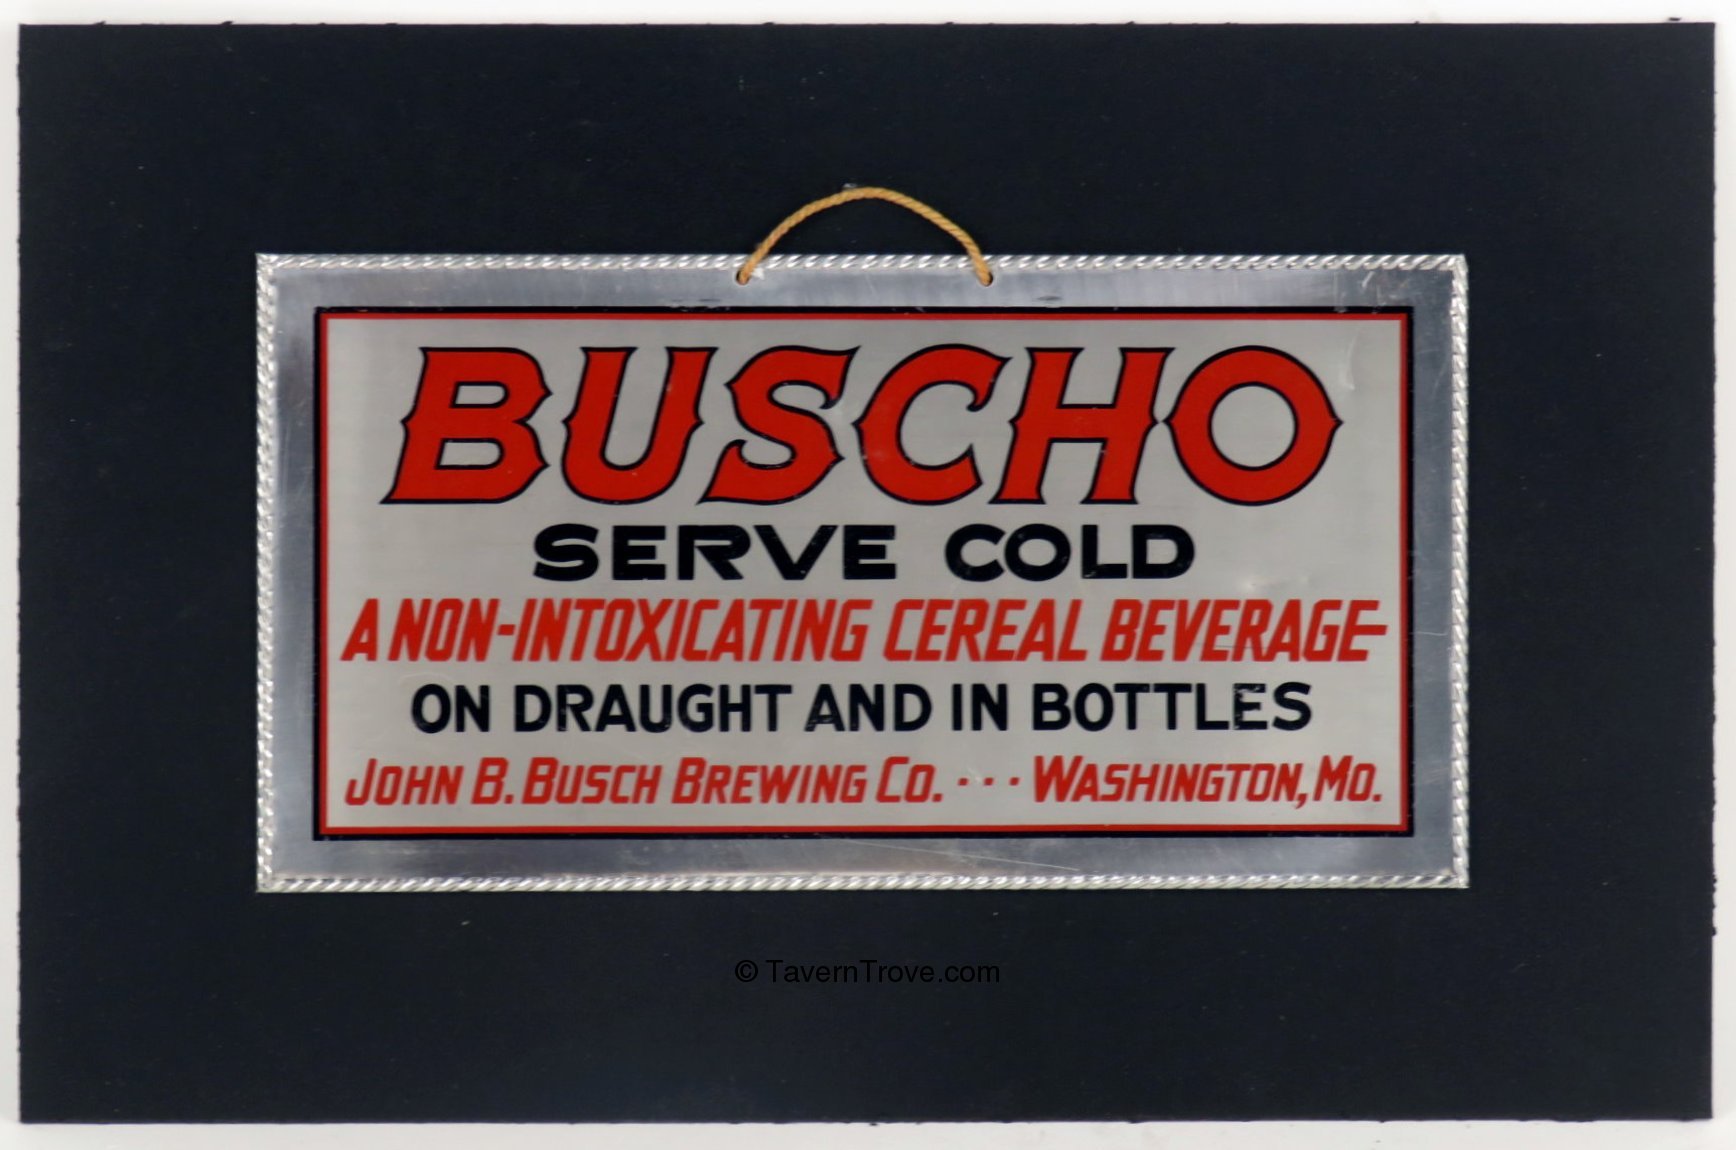 BUSCHO
SERVE COLD
A NON-INTOXICATING CEREAL BEVERAGE
ON DRAUGHT AND IN BOTTLES
JOHN B. BUSCH BREWING CO. · · · WASHINGTON, MO.
© TavernTrove.com